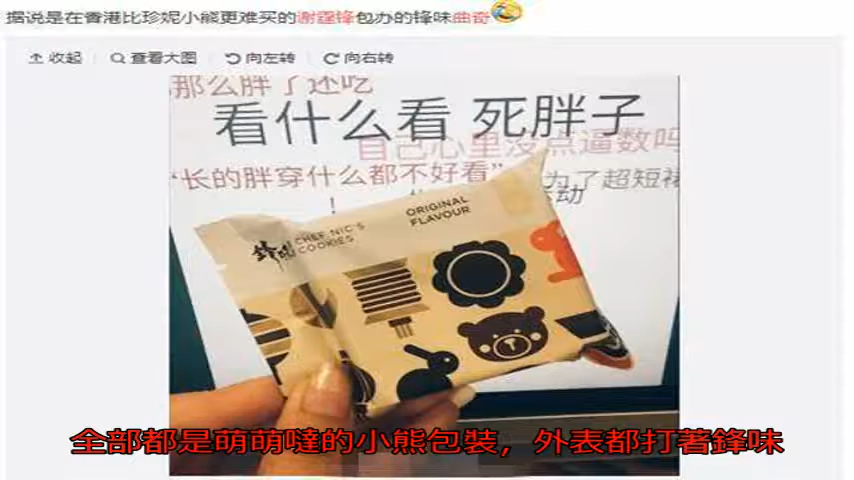 据说是在香港比珍妮小熊更难买的谢霆锋包办的锋味曲奇
收起 查看大图 向左转 向右转
那么胖了还吃
看什么看 死胖子
自己心里没点逼数吗
“长的胖穿什么都不好看”
为了超短裙
！
运动
鋒味
CHEF NIC'S
COOKIES
ORIGINAL
FLAVOUR
全部都是萌萌噠的小熊包裝，外表都打著鋒味